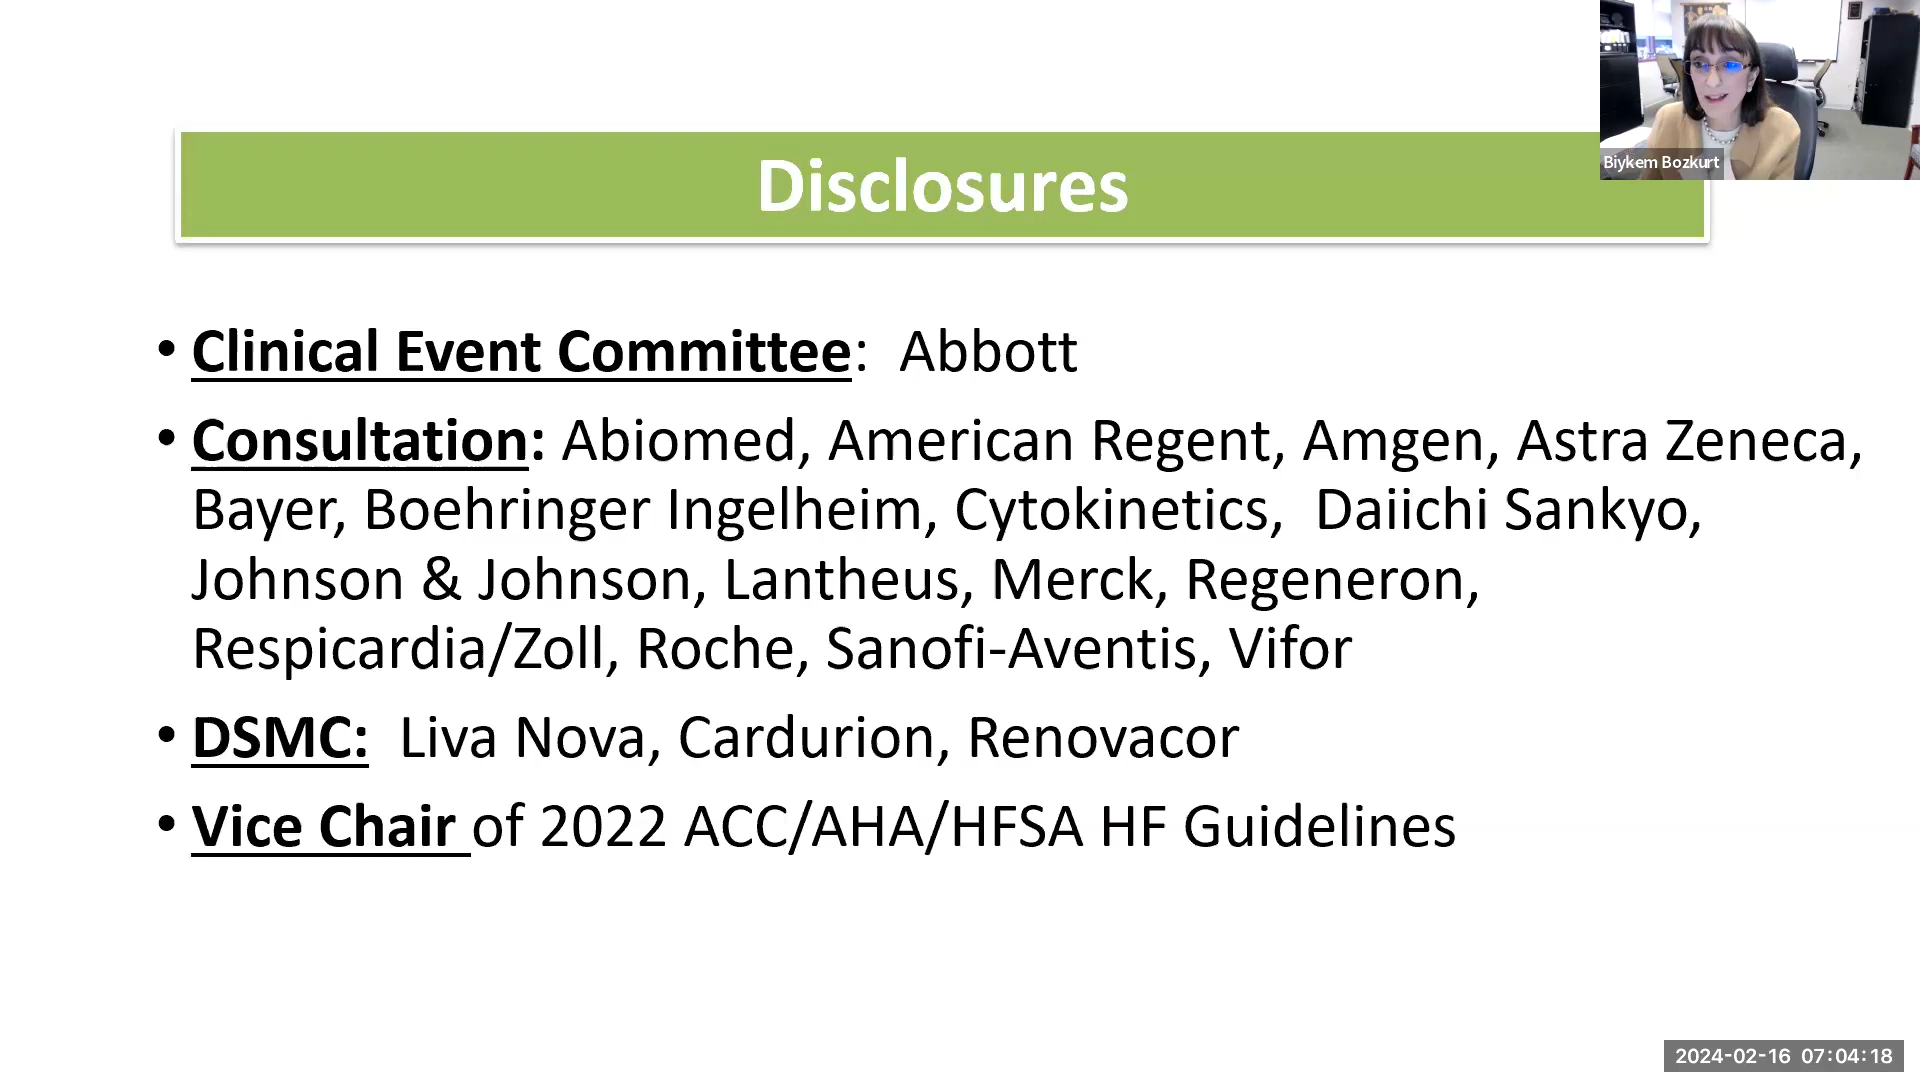 Biykem Bozkurt
Disclosures
• Clinical Event Committee:  Abbott
• Consultation: Abiomed, American Regent, Amgen, Astra Zeneca,
Bayer, Boehringer Ingelheim, Cytokinetics,  Daiichi Sankyo,
Johnson & Johnson, Lantheus, Merck, Regeneron,
Respicardia/Zoll, Roche, Sanofi-Aventis, Vifor
• DSMC:  Liva Nova, Cardurion, Renovacor
• Vice Chair of 2022 ACC/AHA/HFSA HF Guidelines
2024-02-16  07:04:18